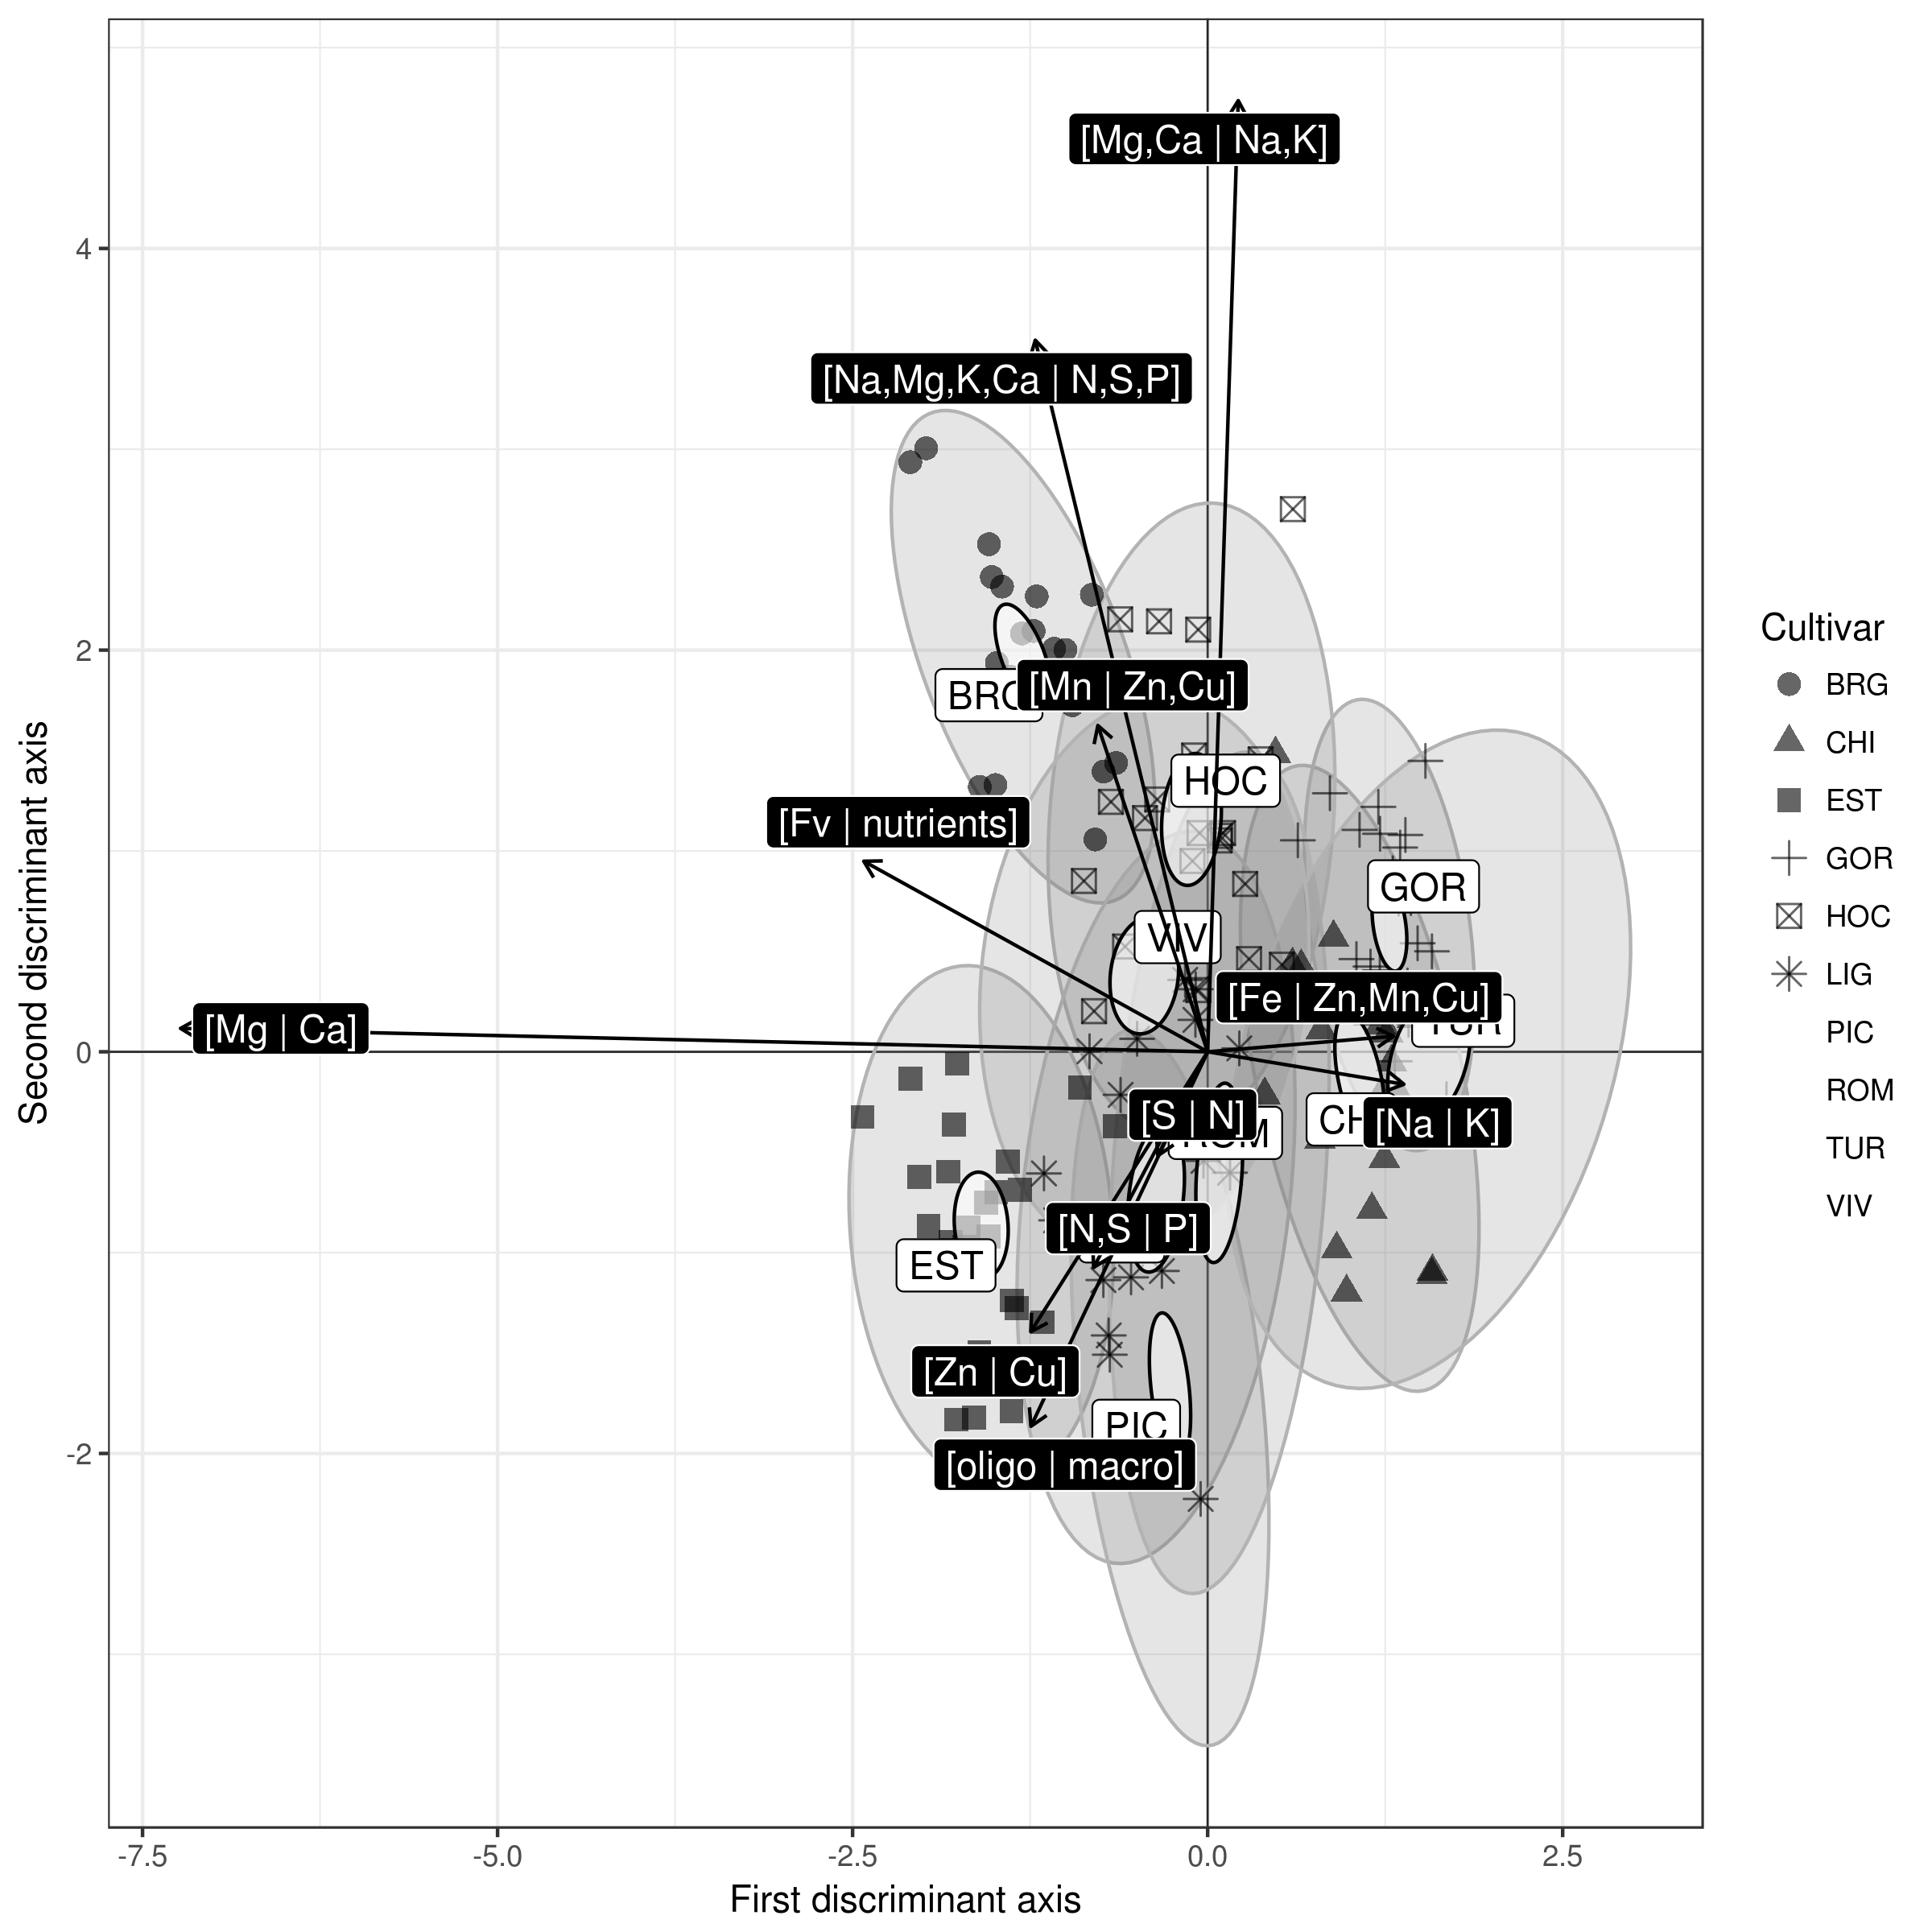 [Mg,Ca | Na,K]
4
[Na,Mg,K,Ca | N,S,P]
2
[Mn | Zn,Cu]
HOC
[Fv | nutrients]
GOR
VIV
[Fe | Zn,Mn,Cu]
TUR
[Mg | Ca]
0
[S | N]
[Na | K]
[N,S | P]
EST
[Zn | Cu]
PIC
-2
[oligo | macro]
-7.5
-5.0
-2.5
0.0
2.5
First discriminant axis
Second discriminant axis
Cultivar
BRG
CHI
EST
GOR
HOC
LIG
PIC
ROM
TUR
VIV